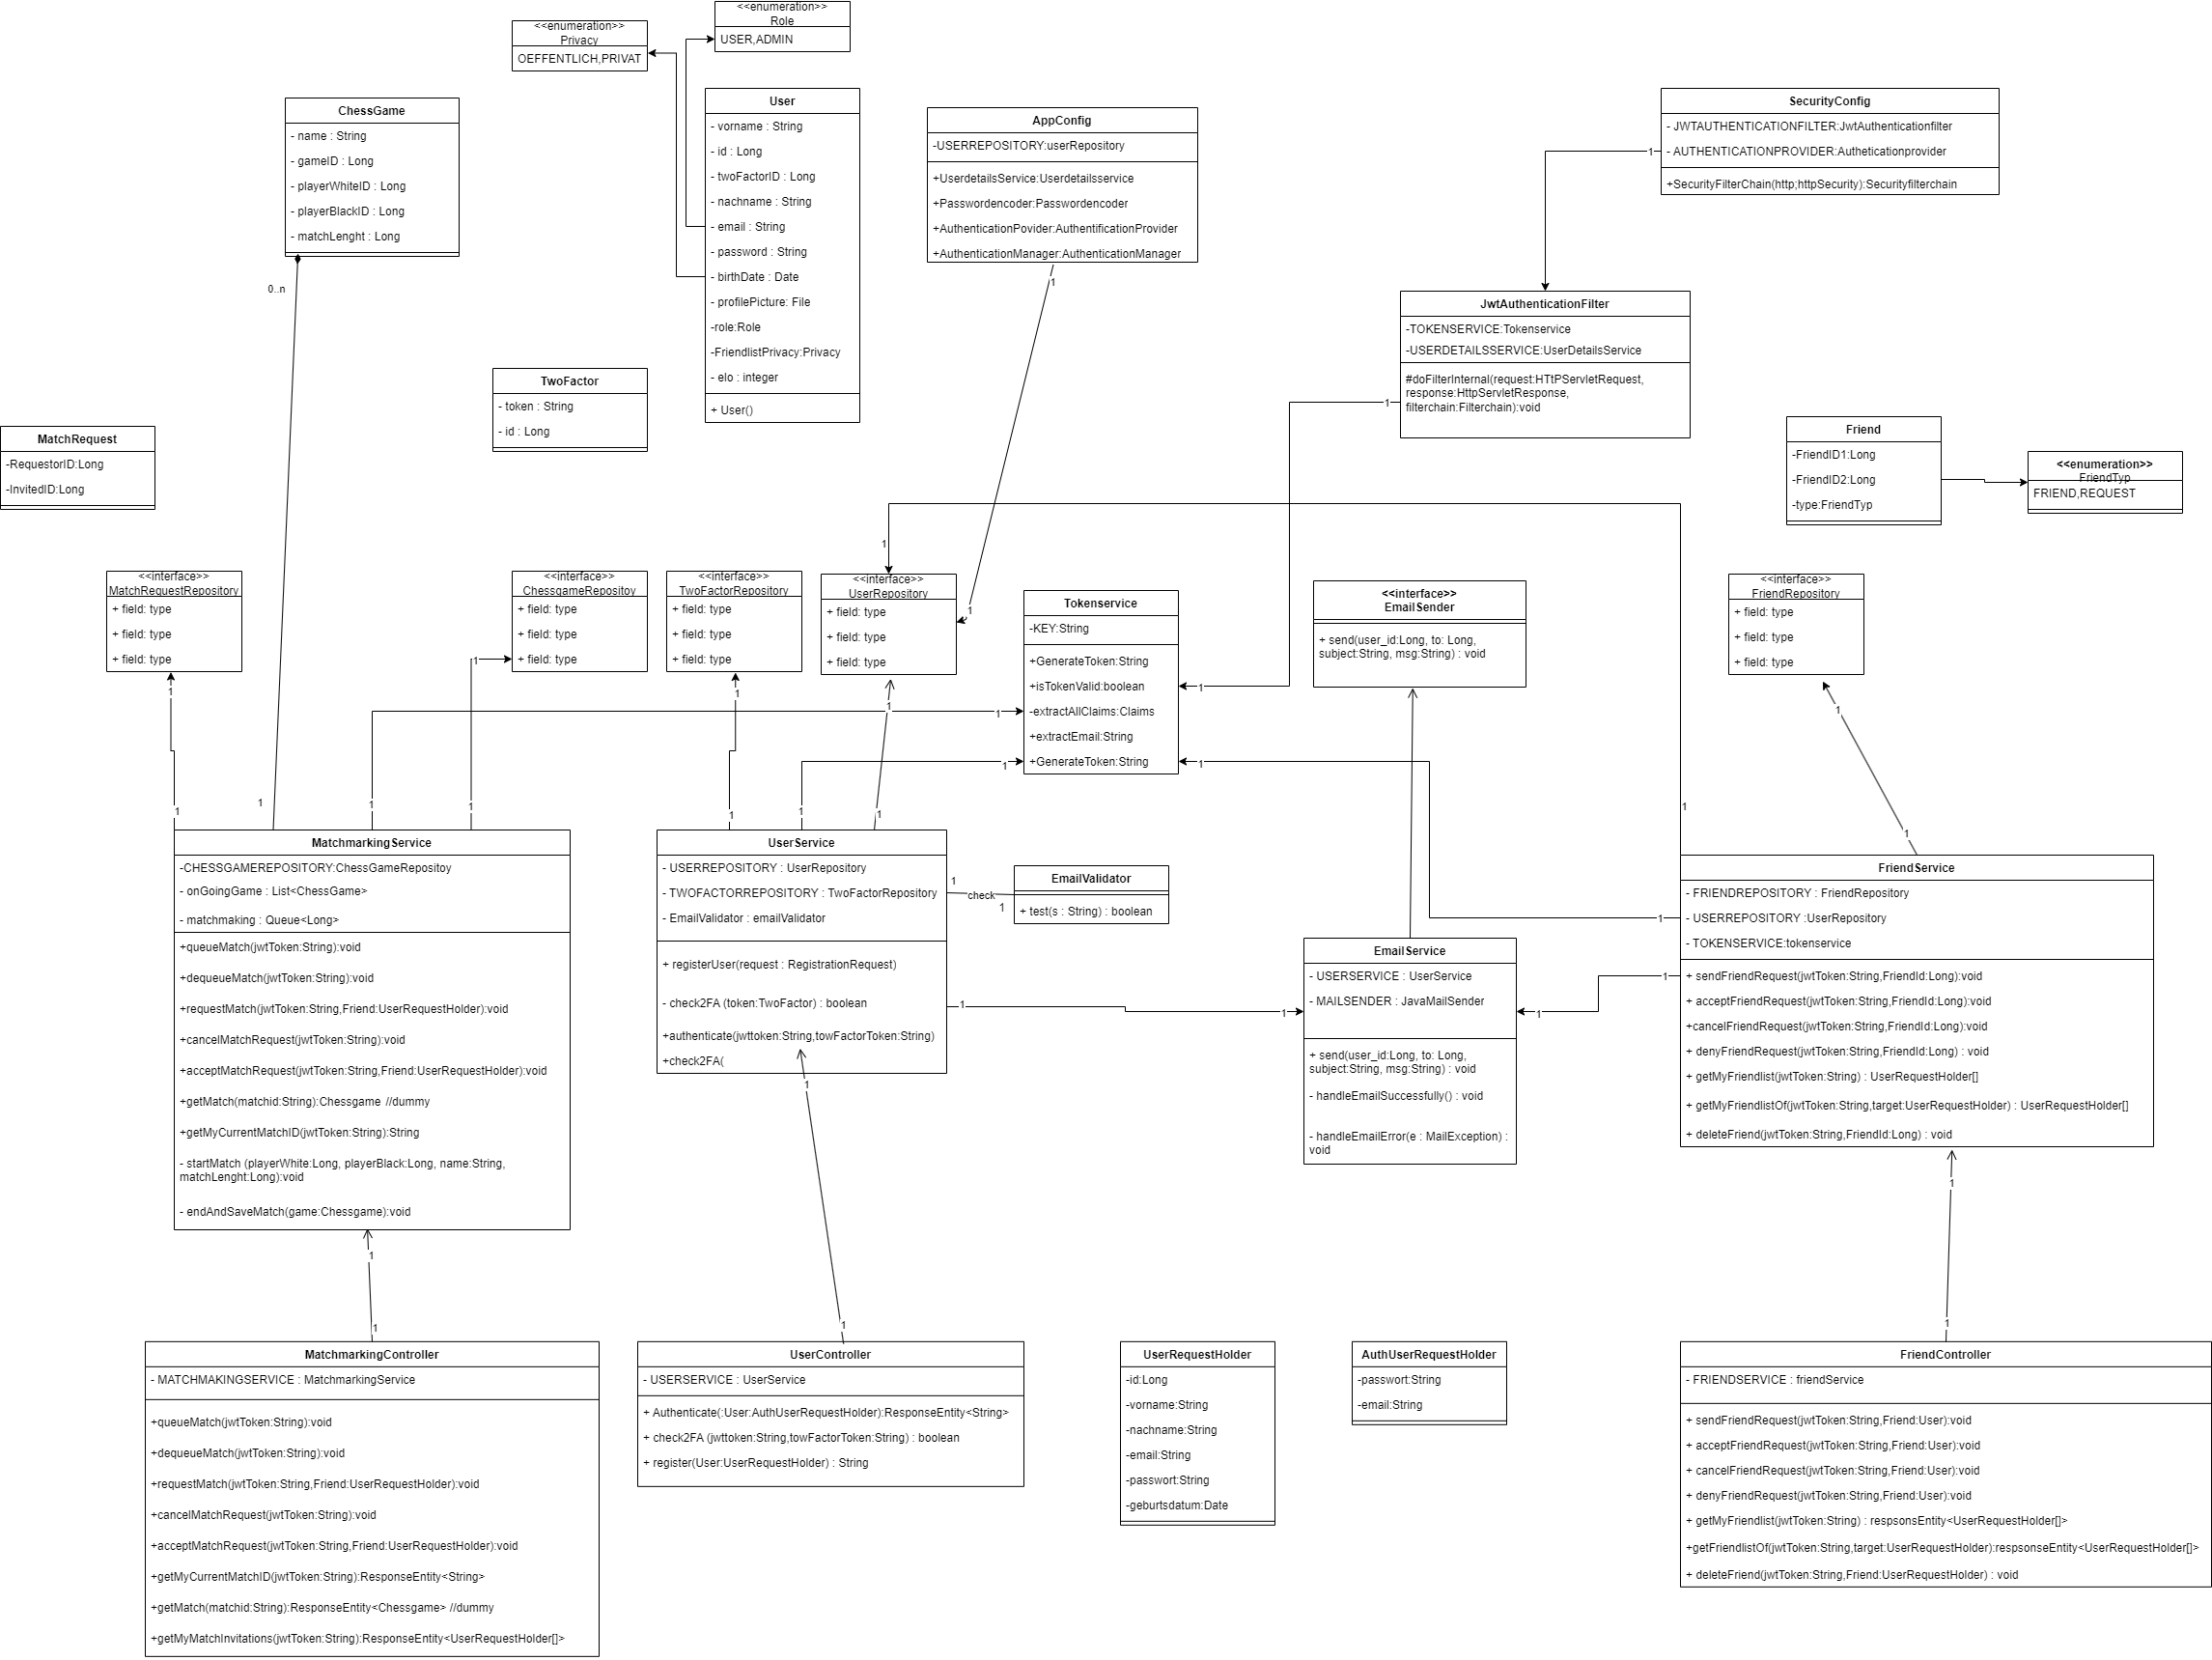 <<enumeration>>
Role
USER,ADMIN
<<enumeration>>
Privacy
OEFFENTLICH,PRIVAT
ChessGame
- name : String
- gameID : Long
- playerWhiteID : Long
- playerBlackID : Long
- matchLenght : Long
0..n
1
User
- vorname : String
- id : Long
- twoFactorID : Long
- nachname : String
- email : String
- password : String
- birthDate : Date
- profilePicture: File
-role:Role
-FriendlistPrivacy:Privacy
- elo : integer
+ User()
AppConfig
-USERREPOSITORY:userRepository
+UserdetailsService:Userdetailsservice
+Passwordencoder:Passwordencoder
+AuthenticationPovider:AuthentificationProvider
+AuthenticationManager:AuthenticationManager
1
1
SecurityConfig
- JWTAUTHENTICATIONFILTER:JwtAuthenticationfilter
- AUTHENTICATIONPROVIDER:Autheticationprovider
+SecurityFilterChain(http;httpSecurity):Securityfilterchain
1
JwtAuthenticationFilter
-TOKENSERVICE:Tokenservice
-USERDETAILSSERVICE:UserDetailsService
#doFilterInternal(request:HTtPServletRequest,
response:HttpServletResponse,
filterchain:Filterchain):void
1
1
TwoFactor
- token : String
- id : Long
MatchRequest
-RequestorID:Long
-InvitedID:Long
Friend
-FriendID1:Long
-FriendID2:Long
-type:FriendTyp
<<enumeration>>
FriendTyp
FRIEND,REQUEST
<<interface>>
MatchRequestRepository
+ field: type
+ field: type
+ field: type
1
1
<<interface>>
ChessgameRepositoy
+ field: type
+ field: type
+ field: type
1
1
<<interface>>
TwoFactorRepository
+ field: type
+ field: type
+ field: type
1
1
<<interface>>
UserRepository
+ field: type
+ field: type
+ field: type
1
1
1
1
Tokenservice
-KEY:String
+GenerateToken:String
+isTokenValid:boolean
-extractAllClaims:Claims
+extractEmail:String
+GenerateToken:String
1
1
1
1
1
1
<<interface>>
EmailSender
+ send(user_id:Long, to: Long,
subject:String, msg:String) : void
<<interface>>
FriendRepository
+ field: type
+ field: type
+ field: type
1
1
MatchmarkingService
-CHESSGAMEREPOSITORY:ChessGameRepositoy
- onGoingGame : List<ChessGame>
- matchmaking : Queue<Long>
+queueMatch(jwtToken:String):void
+dequeueMatch(jwtToken:String):void
+requestMatch(jwtToken:String,Friend:UserRequestHolder):void
+cancelMatchRequest(jwtToken:String):void
+acceptMatchRequest(jwtToken:String,Friend:UserRequestHolder):void
+getMatch(matchid:String):Chessgame //dummy
+getMyCurrentMatchID(jwtToken:String):String
- startMatch (playerWhite:Long, playerBlack:Long, name:String,
matchLenght:Long):void
- endAndSaveMatch(game:Chessgame):void
1
1
UserService
- USERREPOSITORY : UserRepository
- TWOFACTORREPOSITORY : TwoFactorRepository
- EmailValidator : emailValidator
+ registerUser(request : RegistrationRequest)
- check2FA (token:TwoFactor) : boolean
+authenticate(jwttoken:String,towFactorToken:String)
+check2FA(
1
check
1
1
1
1
1
EmailValidator
+ test(s : String) : boolean
EmailService
- USERSERVICE : UserService
- MAILSENDER : JavaMailSender
+ send(user_id:Long, to: Long,
subject:String, msg:String) : void
- handleEmailSuccessfully() : void
- handleEmailError(e : MailException) :
void
1
1
FriendService
- FRIENDREPOSITORY : FriendRepository
- USERREPOSITORY :UserRepository
- TOKENSERVICE:tokenservice
+ sendFriendRequest(jwtToken:String,FriendId:Long):void
+ acceptFriendRequest(jwtToken:String,FriendId:Long):void
+cancelFriendRequest(jwtToken:String,FriendId:Long):void
+ denyFriendRequest(jwtToken:String,FriendId:Long) : void
+ getMyFriendlist(jwtToken:String) : UserRequestHolder[]
+ getMyFriendlistOf(jwtToken:String,target:UserRequestHolder) : UserRequestHolder[]
+ deleteFriend(jwtToken:String,FriendId:Long) : void
1
1
MatchmarkingController
- MATCHMAKINGSERVICE : MatchmarkingService
+queueMatch(jwtToken:String):void
+dequeueMatch(jwtToken:String):void
+requestMatch(jwtToken:String,Friend:UserRequestHolder):void
+cancelMatchRequest(jwtToken:String):void
+acceptMatchRequest(jwtToken:String,Friend:UserRequestHolder):void
+getMyCurrentMatchID(jwtToken:String):ResponseEntity<String>
+getMatch(matchid:String):ResponseEntity<Chessgame> //dummy
+getMyMatchInvitations(jwtToken:String):ResponseEntity<UserRequestHolder[]>
UserController
- USERSERVICE : UserService
+ Authenticate(:User:AuthUserRequestHolder):ResponseEntity<String>
+ check2FA (jwttoken:String,towFactorToken:String) : boolean
+ register(User:UserRequestHolder) : String
UserRequestHolder
-id:Long
-vorname:String
-nachname:String
-email:String
-passwort:String
-geburtsdatum:Date
AuthUserRequestHolder
-passwort:String
-email:String
FriendController
- FRIENDSERVICE : friendService
+ sendFriendRequest(jwtToken:String,Friend:User):void
+ acceptFriendRequest(jwtToken:String,Friend:User):void
+ cancelFriendRequest(jwtToken:String,Friend:User):void
+ denyFriendRequest(jwtToken:String,Friend:User):void
+ getMyFriendlist(jwtToken:String) : respsonsEntity<UserRequestHolder[]>
+getFriendlistOf(jwtToken:String,target:UserRequestHolder):respsonseEntity<UserRequestHolder[]>
+ deleteFriend(jwtToken:String,Friend:UserRequestHolder) : void